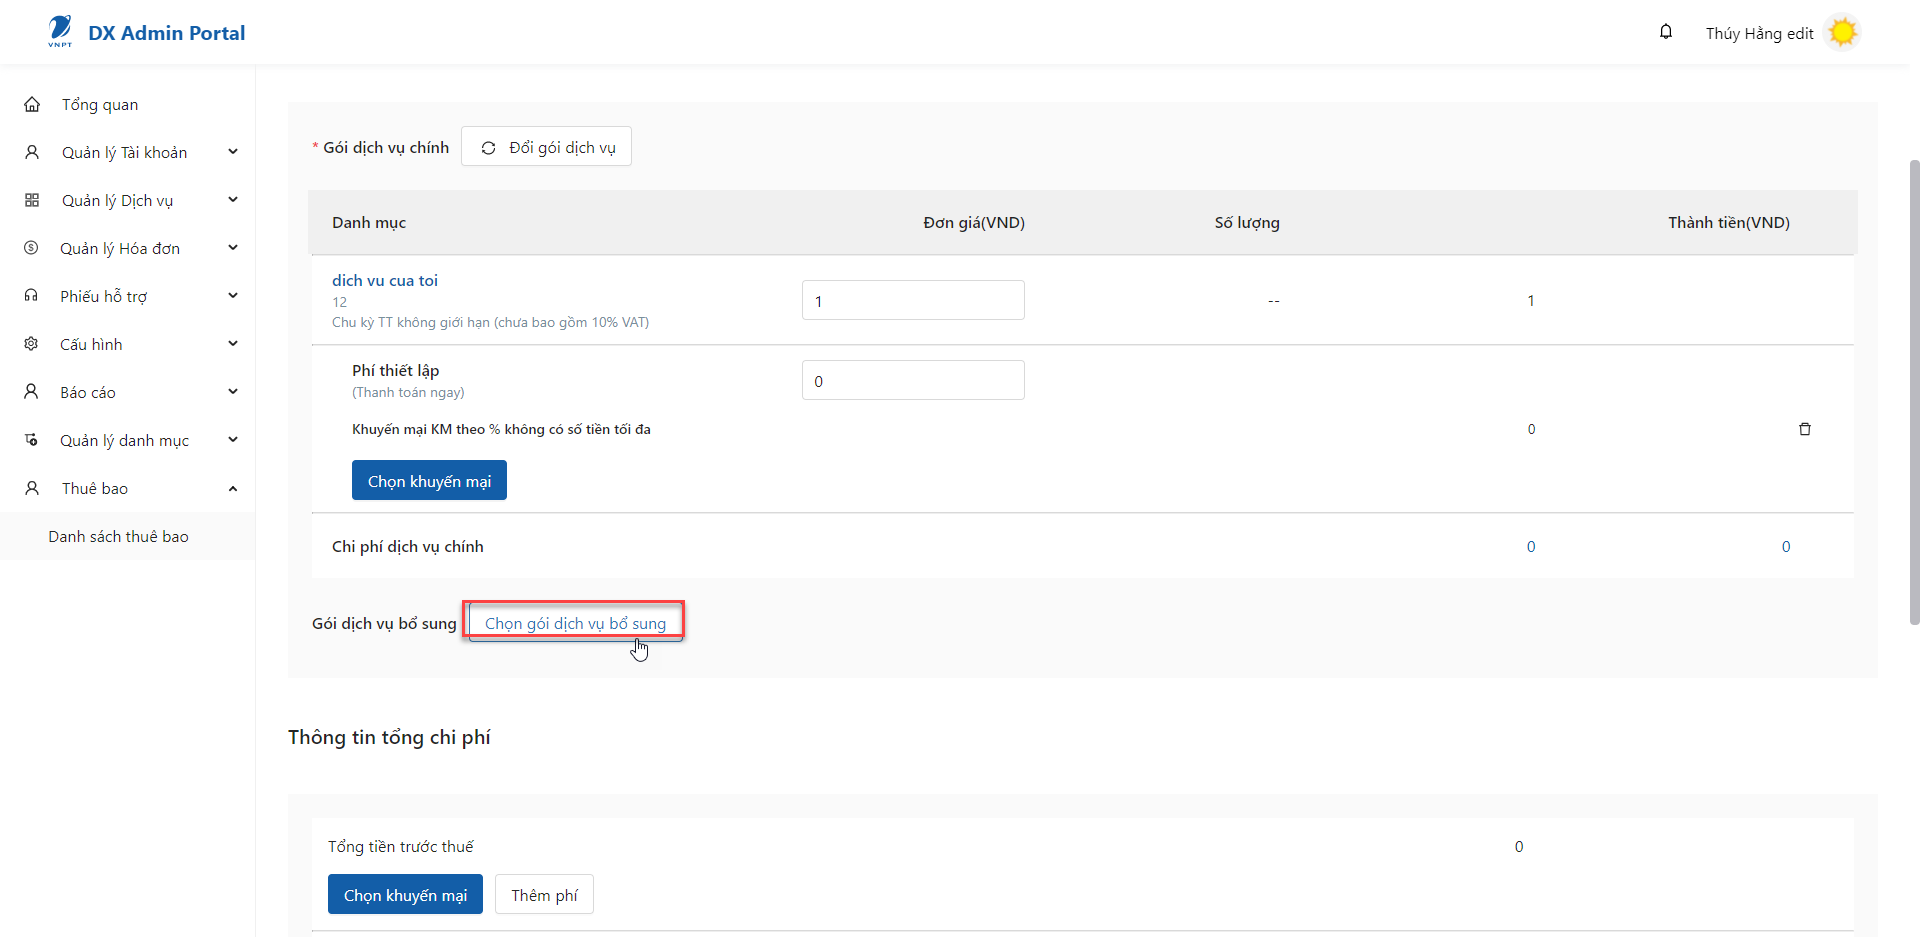 VNPT
DX Admin Portal
Thúy Hằng edit
Tổng quan
Quản lý Tài khoản
Quản lý Dịch vụ
Quản lý Hóa đơn
Phiếu hỗ trợ
Cấu hình
Báo cáo
Quản lý danh mục
Thuê bao
Danh sách thuê bao
* Gói dịch vụ chính
Đổi gói dịch vụ
Danh mục Đơn giá(VND) Số lượng Thành tiền(VND)
dich vu cua toi
12
Chu kỳ TT không giới hạn (chưa bao gồm 10% VAT)
1 -- 1
Phí thiết lập
(Thanh toán ngay)
0
Khuyến mại KM theo % không có số tiền tối đa 0
Chọn khuyến mại
Chi phí dịch vụ chính 0 0
Gói dịch vụ bổ sung
Chọn gói dịch vụ bổ sung
Thông tin tổng chi phí
Tổng tiền trước thuế 0
Chọn khuyến mại
Thêm phí